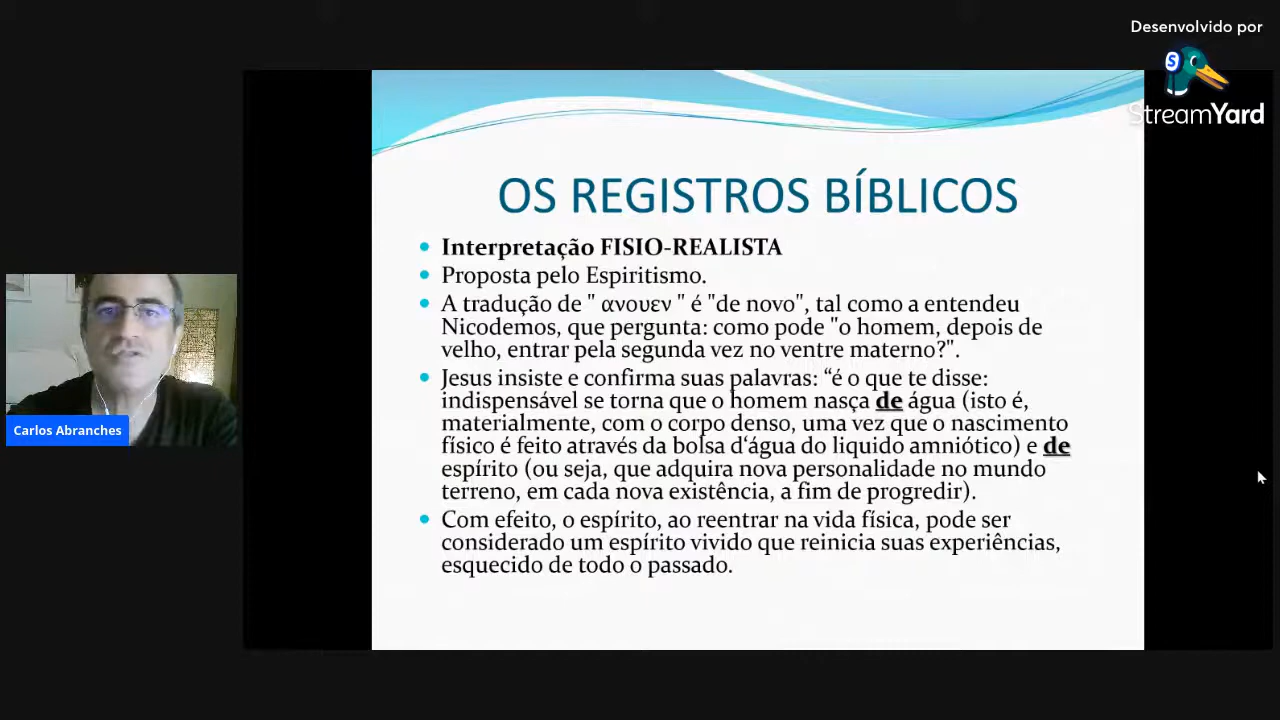 Desenvolvido por
StreamYard
OS REGISTROS BÍBLICOS
Interpretação FISIO-REALISTA
Proposta pelo Espiritismo.
A tradução de " ανουεν " é "de novo", tal como a entendeu
Nicodemos, que pergunta: como pode "o homem, depois de
velho, entrar pela segunda vez no ventre materno?".
Jesus insiste e confirma suas palavras: “é o que te disse:
indispensável se torna que o homem nasça de água (isto é,
materialmente, com o corpo denso, uma vez que o nascimento
físico é feito através da bolsa d‘água do liquido amniótico) e de
espírito (ou seja, que adquira nova personalidade no mundo
terreno, em cada nova existência, a fim de progredir).
Com efeito, o espírito, ao reentrar na vida física, pode ser
considerado um espírito vivido que reinicia suas experiências,
esquecido de todo o passado.
Carlos Abranches